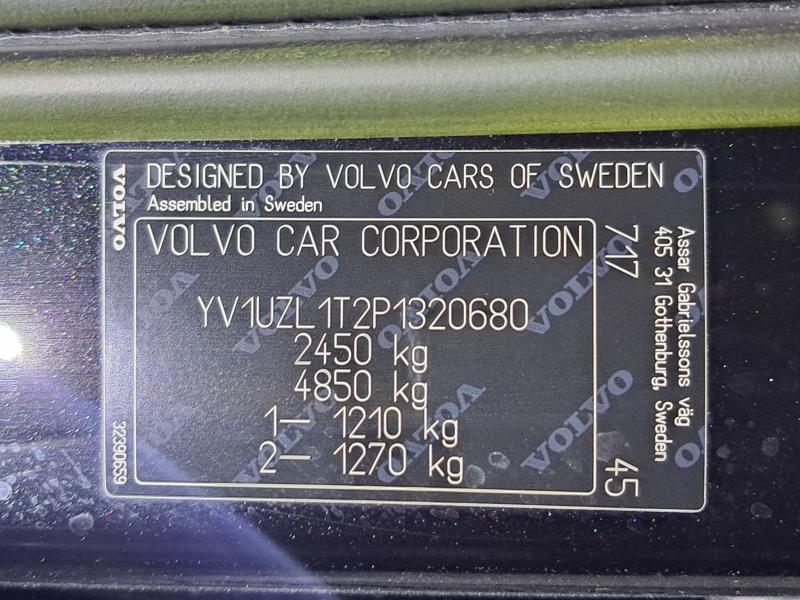 VOLVO
DESIGNED BY VOLVO CARS OF SWEDEN
Assembled in Sweden
VOLVO CAR CORPORATION
YV1UZL1T2P1320680
2450 kg
4850 kg
1— 1210 kg
2— 1270 kg
32390659
717
45
Assar Gabrielssons väg
405 31 Gothenburg, Sweden